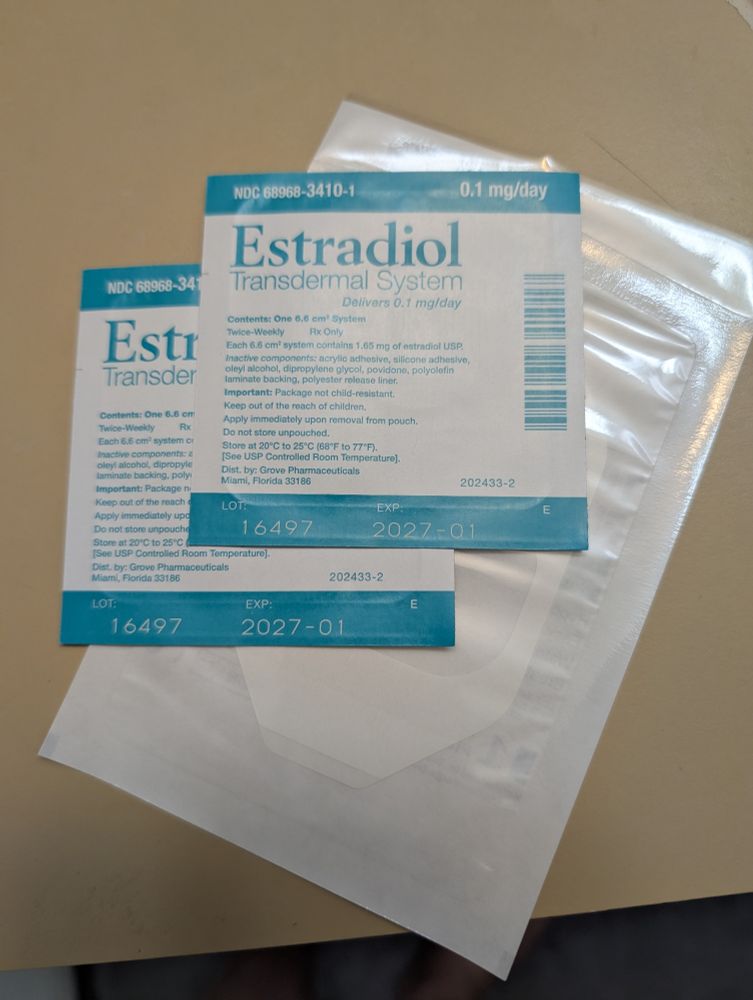 NDC 68968-3410-1 0.1 mg/day
Estradiol
Transdermal System
Delivers 0.1 mg/day
Contents: One 6.6 cm² System
Twice-Weekly Rx Only
Each 6.6 cm² system contains 1.65 mg of estradiol USP.
Inactive components: acrylic adhesive, silicone adhesive,
oleyl alcohol, dipropylene glycol, povidone, polyolefin
laminate backing, polyester release liner.
Important: Package not child-resistant.
Keep out of the reach of children.
Apply immediately upon removal from pouch.
Do not store unpouched.
Store at 20°C to 25°C (68°F to 77°F).
[See USP Controlled Room Temperature].
Dist. by: Grove Pharmaceuticals
Miami, Florida 33186 202433-2
LOT: EXP: E
16497 2027-01
NDC 68968-341
Estr
Transder
Contents: One 6.6 cm
Twice-Weekly Rx
Each 6.6 cm² system c
Inactive components: a
oleyl alcohol, dipropyle
laminate backing, poly
Important: Package n
Keep out of the reach
Apply immediately upo
Do not store unpouche
Store at 20°C to 25°C (
[See USP Controlled Room Temperature].
Dist. by: Grove Pharmaceuticals
Miami, Florida 33186 202433-2
LOT: EXP: E
16497 2027-01